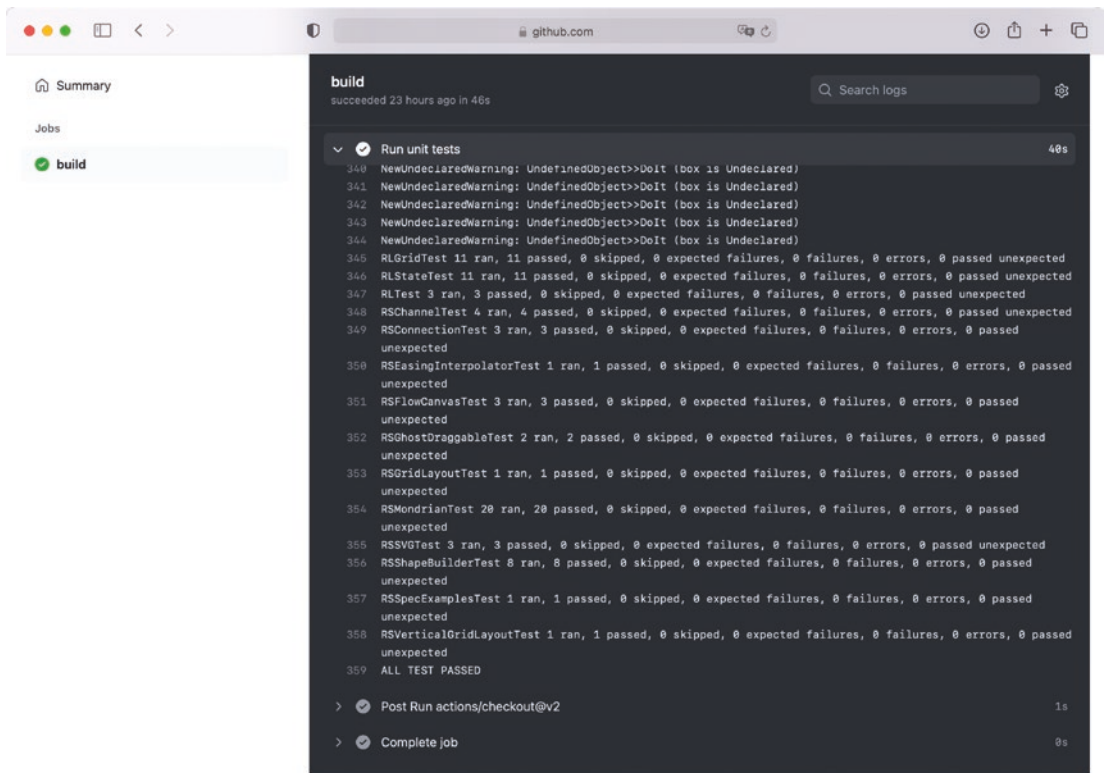 github.com
Summary
Jobs
build
build
succeeded 23 hours ago in 46s
Search logs
Run unit tests 40s
340 NewUndeclaredWarning: UndefinedObject>>DoIt (box is Undeclared)
341 NewUndeclaredWarning: UndefinedObject>>DoIt (box is Undeclared)
342 NewUndeclaredWarning: UndefinedObject>>DoIt (box is Undeclared)
343 NewUndeclaredWarning: UndefinedObject>>DoIt (box is Undeclared)
344 NewUndeclaredWarning: UndefinedObject>>DoIt (box is Undeclared)
345 RLGridTest 11 ran, 11 passed, 0 skipped, 0 expected failures, 0 failures, 0 errors, 0 passed unexpected
346 RLStateTest 11 ran, 11 passed, 0 skipped, 0 expected failures, 0 failures, 0 errors, 0 passed unexpected
347 RLTest 3 ran, 3 passed, 0 skipped, 0 expected failures, 0 failures, 0 errors, 0 passed unexpected
348 RSChannelTest 4 ran, 4 passed, 0 skipped, 0 expected failures, 0 failures, 0 errors, 0 passed unexpected
349 RSConnectionTest 3 ran, 3 passed, 0 skipped, 0 expected failures, 0 failures, 0 errors, 0 passed
unexpected
350 RSEasingInterpolatorTest 1 ran, 1 passed, 0 skipped, 0 expected failures, 0 failures, 0 errors, 0 passed
unexpected
351 RSFlowCanvasTest 3 ran, 3 passed, 0 skipped, 0 expected failures, 0 failures, 0 errors, 0 passed
unexpected
352 RSGhostDraggableTest 2 ran, 2 passed, 0 skipped, 0 expected failures, 0 failures, 0 errors, 0 passed
unexpected
353 RSGridLayoutTest 1 ran, 1 passed, 0 skipped, 0 expected failures, 0 failures, 0 errors, 0 passed
unexpected
354 RSMondrianTest 20 ran, 20 passed, 0 skipped, 0 expected failures, 0 failures, 0 errors, 0 passed
unexpected
355 RSSVGTest 3 ran, 3 passed, 0 skipped, 0 expected failures, 0 failures, 0 errors, 0 passed unexpected
356 RSShapeBuilderTest 8 ran, 8 passed, 0 skipped, 0 expected failures, 0 failures, 0 errors, 0 passed
unexpected
357 RSSpecExamplesTest 1 ran, 1 passed, 0 skipped, 0 expected failures, 0 failures, 0 errors, 0 passed
unexpected
358 RSVerticalGridLayoutTest 1 ran, 1 passed, 0 skipped, 0 expected failures, 0 failures, 0 errors, 0 passed
unexpected
359 ALL TEST PASSED
Post Run actions/checkout@v2 1s
Complete job 0s